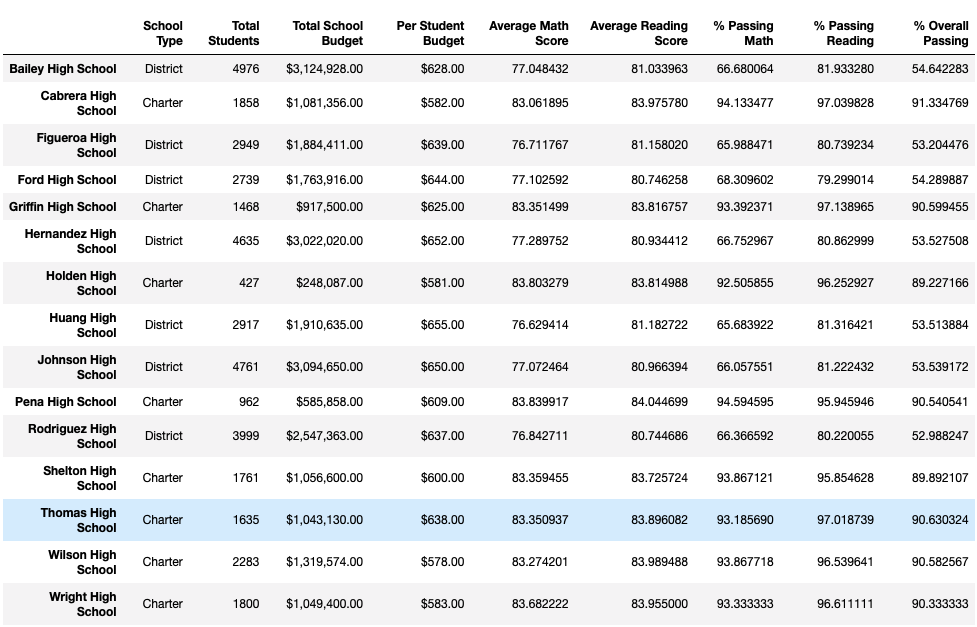 School Type Total Students Total School Budget Per Student Budget Average Math Score Average Reading Score % Passing Math % Passing Reading % Overall Passing
Bailey High School District 4976 $3,124,928.00 $628.00 77.048432 81.033963 66.680064 81.933280 54.642283
Cabrera High School Charter 1858 $1,081,356.00 $582.00 83.061895 83.975780 94.133477 97.039828 91.334769
Figueroa High School District 2949 $1,884,411.00 $639.00 76.711767 81.158020 65.988471 80.739234 53.204476
Ford High School District 2739 $1,763,916.00 $644.00 77.102592 80.746258 68.309602 79.299014 54.289887
Griffin High School Charter 1468 $917,500.00 $625.00 83.351499 83.816757 93.392371 97.138965 90.599455
Hernandez High School District 4635 $3,022,020.00 $652.00 77.289752 80.934412 66.752967 80.862999 53.527508
Holden High School Charter 427 $248,087.00 $581.00 83.803279 83.814988 92.505855 96.252927 89.227166
Huang High School District 2917 $1,910,635.00 $655.00 76.629414 81.182722 65.683922 81.316421 53.513884
Johnson High School District 4761 $3,094,650.00 $650.00 77.072464 80.966394 66.057551 81.222432 53.539172
Pena High School Charter 962 $585,858.00 $609.00 83.839917 84.044699 94.594595 95.945946 90.540541
Rodriguez High School District 3999 $2,547,363.00 $637.00 76.842711 80.744686 66.366592 80.220055 52.988247
Shelton High School Charter 1761 $1,056,600.00 $600.00 83.359455 83.725724 93.867121 95.854628 89.892107
Thomas High School Charter 1635 $1,043,130.00 $638.00 83.350937 83.896082 93.185690 97.018739 90.630324
Wilson High School Charter 2283 $1,319,574.00 $578.00 83.274201 83.989488 93.867718 96.539641 90.582567
Wright High School Charter 1800 $1,049,400.00 $583.00 83.682222 83.955000 93.333333 96.611111 90.333333